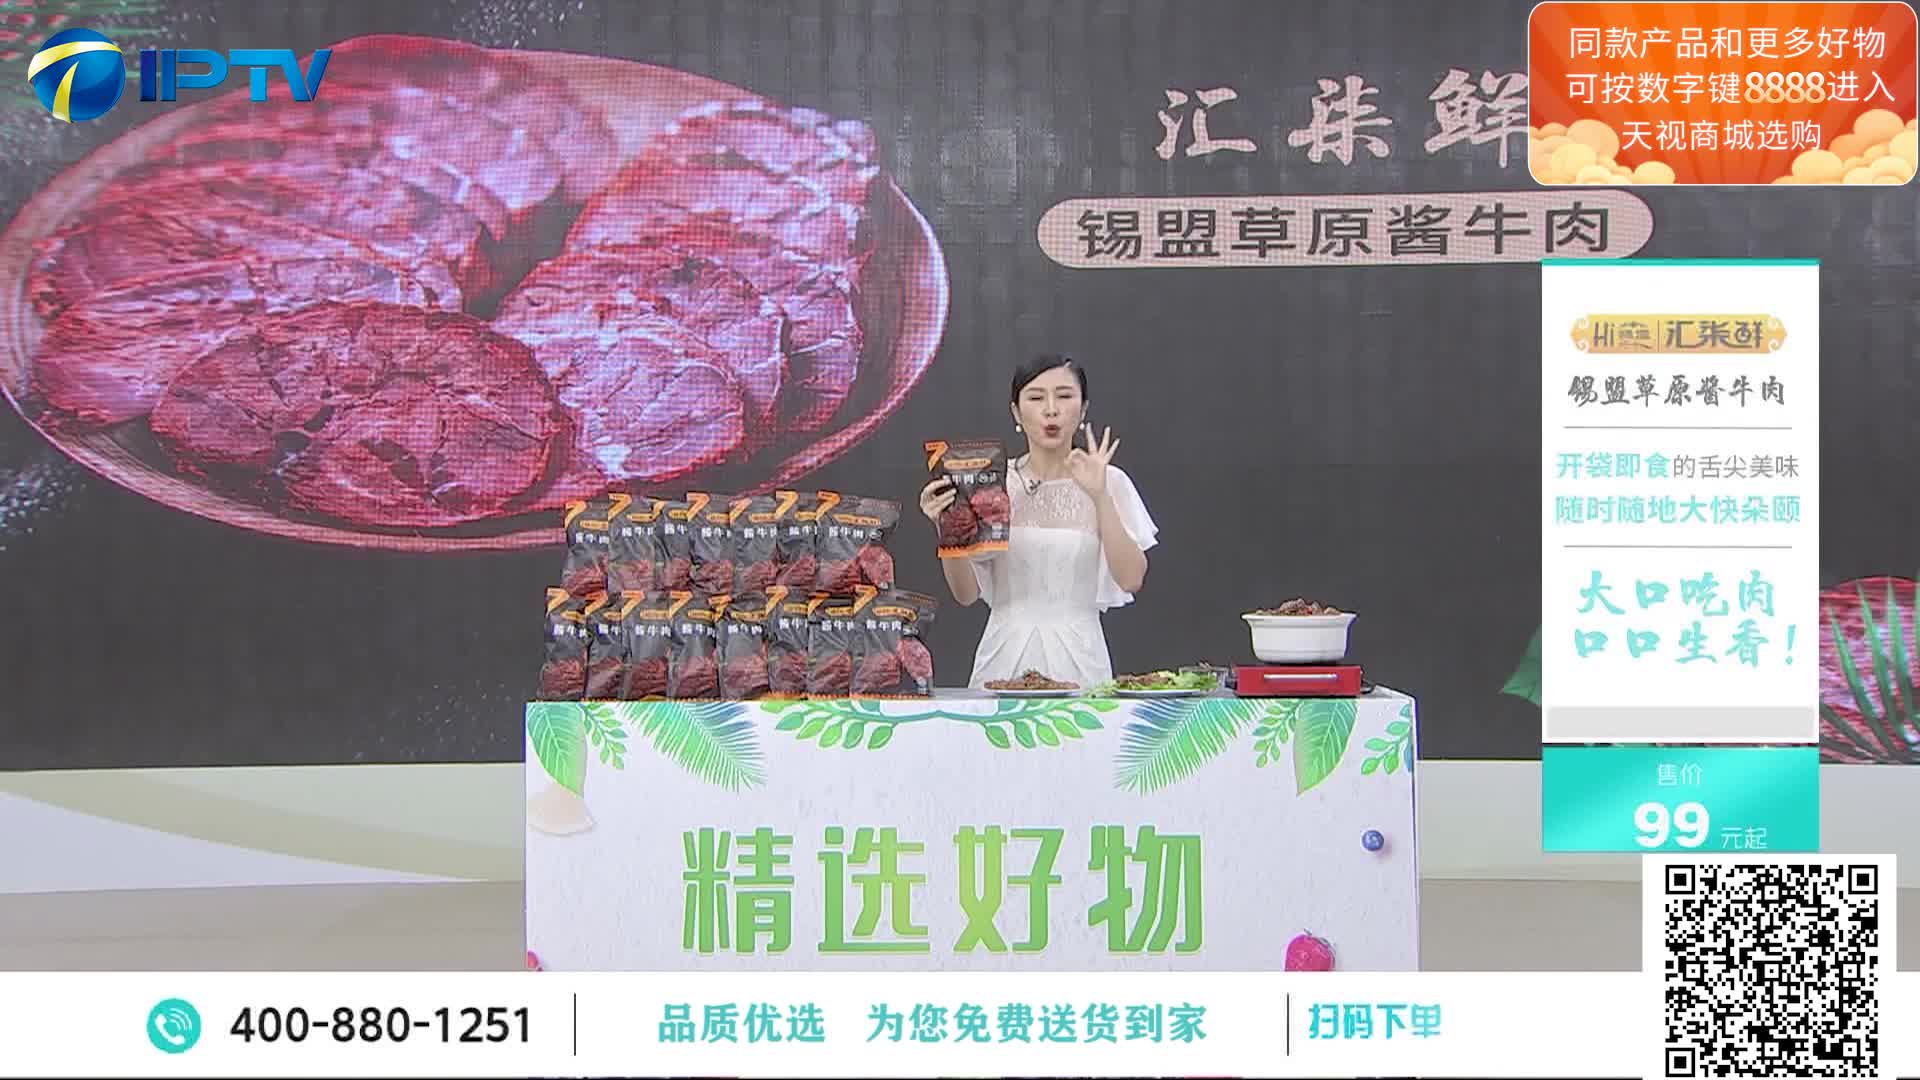 IPTV
同款产品和更多好物
可按数字键8888进入
天视商城选购
汇柒鲜
锡盟草原酱牛肉
Hi
汇柒鲜
锡盟草原酱牛肉
开袋即食的舌尖美味
随时随地大快朵颐
大口吃肉
口口生香！
售价
99元起
酱牛肉
精选好物
400-880-1251
品质优选 为您免费送货到家
扫码下单